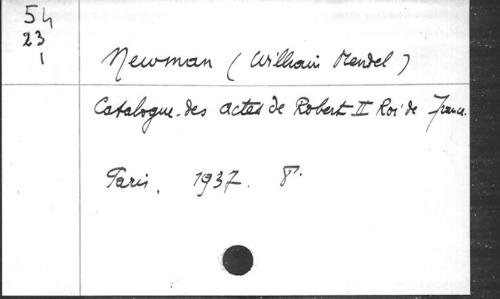 54
23
1
Newman (William Mendel)
Catalogue des actes de Robert II Roi de France.
Paris. 1937. 8°.